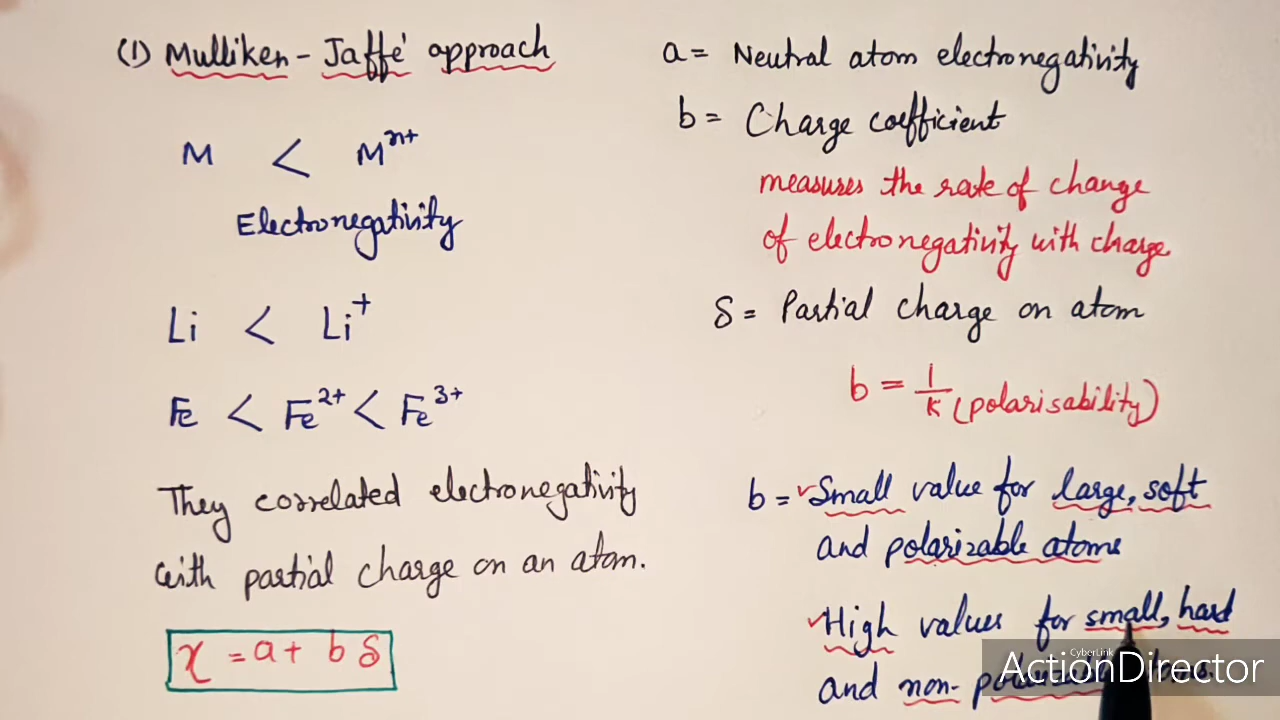 (1) Mulliken - Jaffé approach
M < Mⁿ⁺
Electronegativity
Li < Li⁺
Fe < Fe²⁺ < Fe³⁺
They correlated electronegativity
with partial charge on an atom.
χ = a + b δ
a = Neutral atom electronegativity
b = Charge coefficient
measures the rate of change
of electronegativity with charge
δ = Partial charge on atom
b = 1/K (polarisability)
b = ✓Small value for large, soft
and polarizable atoms
✓High values for small, hard
and non-
CyberLink
ActionDirector